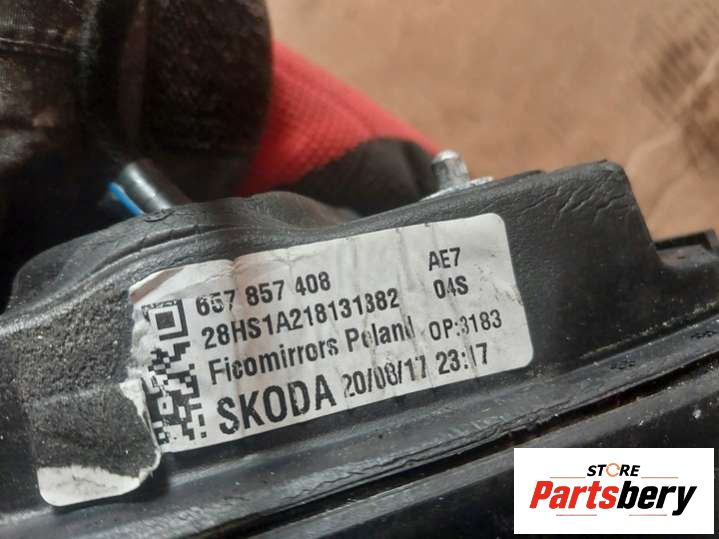 657 857 408
AE7
28HS1A218131382
04S
Ficomirrors Poland
OP:3183
SKODA 20/08/17 23:17
STORE
Partsbery